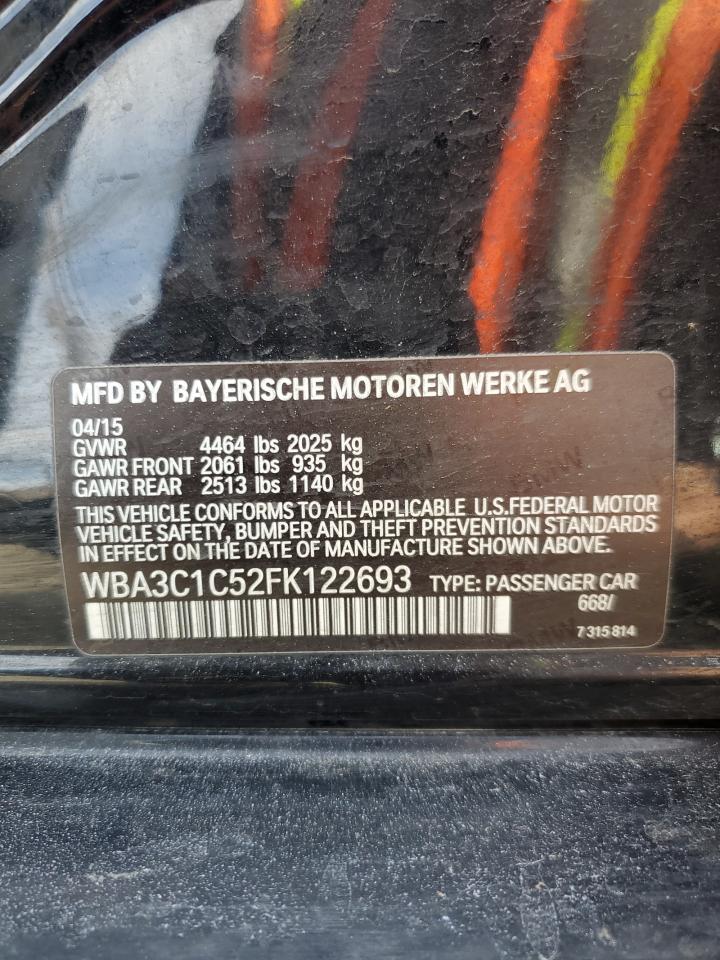 MFD BY BAYERISCHE MOTOREN WERKE AG
04/15
GVWR 4464 lbs 2025 kg
GAWR FRONT 2061 lbs 935 kg
GAWR REAR 2513 lbs 1140 kg
THIS VEHICLE CONFORMS TO ALL APPLICABLE U.S.FEDERAL MOTOR
VEHICLE SAFETY, BUMPER AND THEFT PREVENTION STANDARDS
IN EFFECT ON THE DATE OF MANUFACTURE SHOWN ABOVE.
WBA3C1C52FK122693 TYPE: PASSENGER CAR
668/
7 315 814